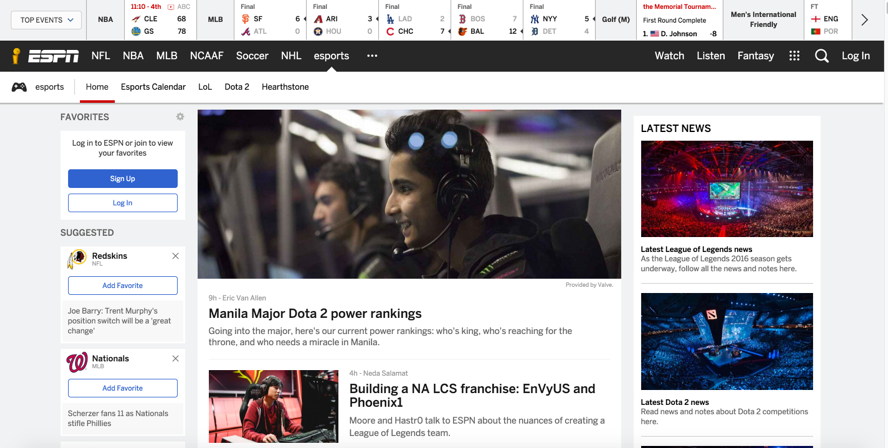 TOP EVENTS
NBA
11:10 - 4th ABC
CLE 68
GS 78
MLB
Final
SF 6
ATL 0
Final
ARI 3
HOU 0
Final
LAD 2
CHC 7
Final
BOS 7
BAL 12
Final
NYY 5
DET 4
Golf (M)
the Memorial Tournam...
First Round Complete
1. D. Johnson -8
Men's International
Friendly
FT
ENG
POR
ESPN NFL NBA MLB NCAAF Soccer NHL esports ... Watch Listen Fantasy Log In
esports Home Esports Calendar LoL Dota 2 Hearthstone
FAVORITES
Log in to ESPN or join to view
your favorites
Sign Up
Log In
SUGGESTED
Redskins
NFL
Add Favorite
Joe Barry: Trent Murphy's
position switch will be a 'great
change'
Nationals
MLB
Add Favorite
Scherzer fans 11 as Nationals
stifle Phillies
Provided by Valve.
9h - Eric Van Allen
Manila Major Dota 2 power rankings
Going into the major, here's our current power rankings: who's king, who's reaching for the
throne, and who needs a miracle in Manila.
4h - Neda Salamat
Building a NA LCS franchise: EnVyUS and
Phoenix1
Moore and Hastr0 talk to ESPN about the nuances of creating a
League of Legends team.
LATEST NEWS
Latest League of Legends news
As the League of Legends 2016 season gets
underway, follow all the news and notes here.
Latest Dota 2 news
Read news and notes about Dota 2 competitions
here.